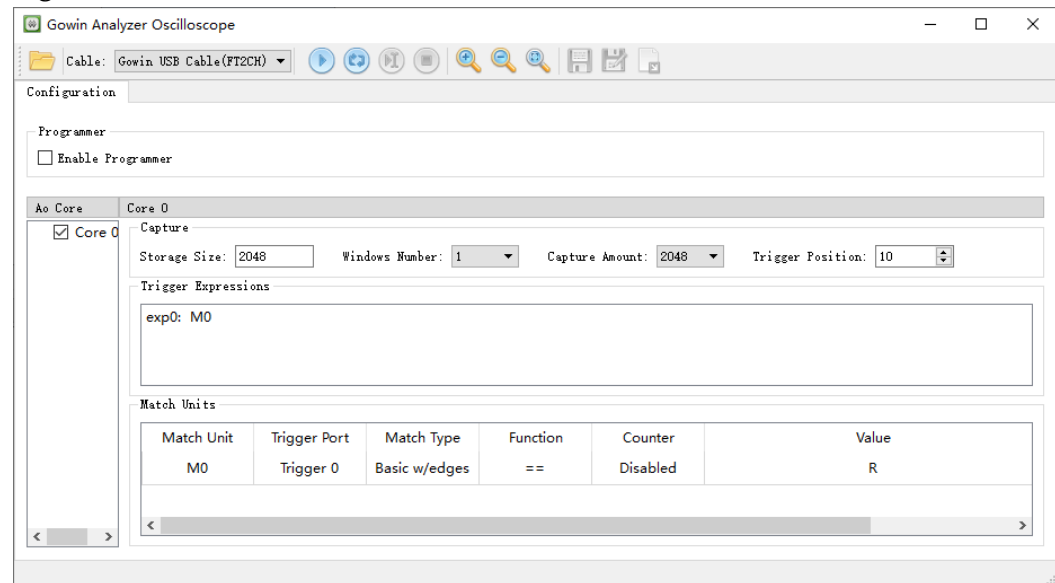 Gowin Analyzer Oscilloscope
Cable: Gowin USB Cable(FT2CH)
Configuration
Programmer
Enable Programmer
Ao Core Core 0
Core 0
Capture
Storage Size: 2048 Windows Number: 1 Capture Amount: 2048 Trigger Position: 10
Trigger Expressions
exp0: M0
Match Units
Match Unit Trigger Port Match Type Function Counter Value
M0 Trigger 0 Basic w/edges == Disabled R